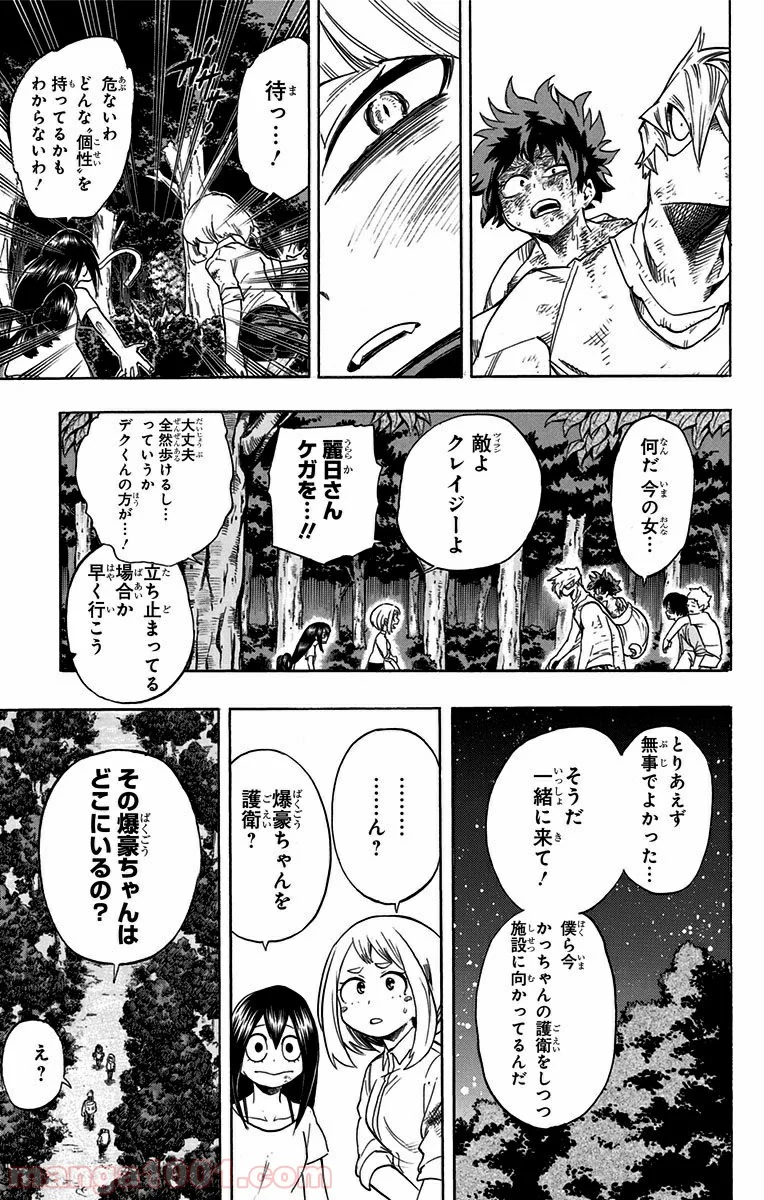 待っ…！
ザザザ
危ないわ
どんな〝個性〟を
持ってるかも
わからないわ！
何だ 今の女…
敵よ
クレイジーよ
麗日さん
ケガを…!!
大丈夫
全然歩けるし…
っていうか
デクくんの方が…！
立ち止まってる
場合か
早く行こう
とりあえず
無事でよかった…
そうだ
一緒に来て！
僕ら今
かっちゃんの護衛をしつつ
施設に向かってるんだ
………
……ん？
爆豪ちゃんを
護衛？
その爆豪ちゃんは
どこにいるの？
え？
manga1001.com